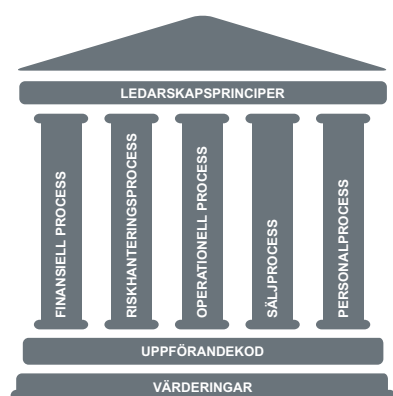 LEDARSKAPSPRINCIPER
FINANSIELL PROCESS
RISKHANTERINGSPROCESS
OPERATIONELL PROCESS
SÄLJPROCESS
PERSONALPROCESS
UPPFÖRANDEKOD
VÄRDERINGAR